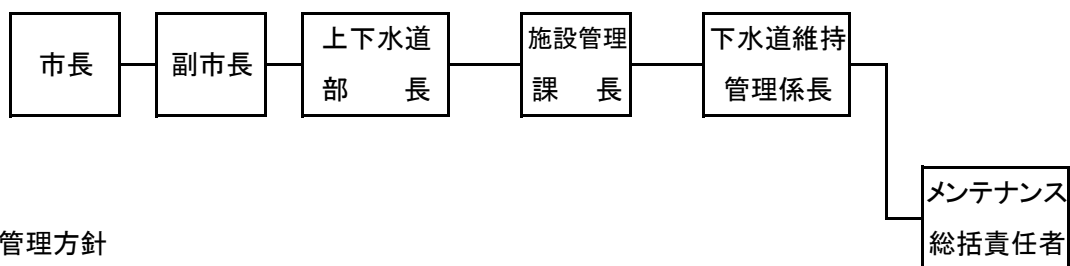 市長
副市長
上下水道
部　長
施設管理
課　長
下水道維持
管理係長
メンテナンス
総括責任者
管理方針